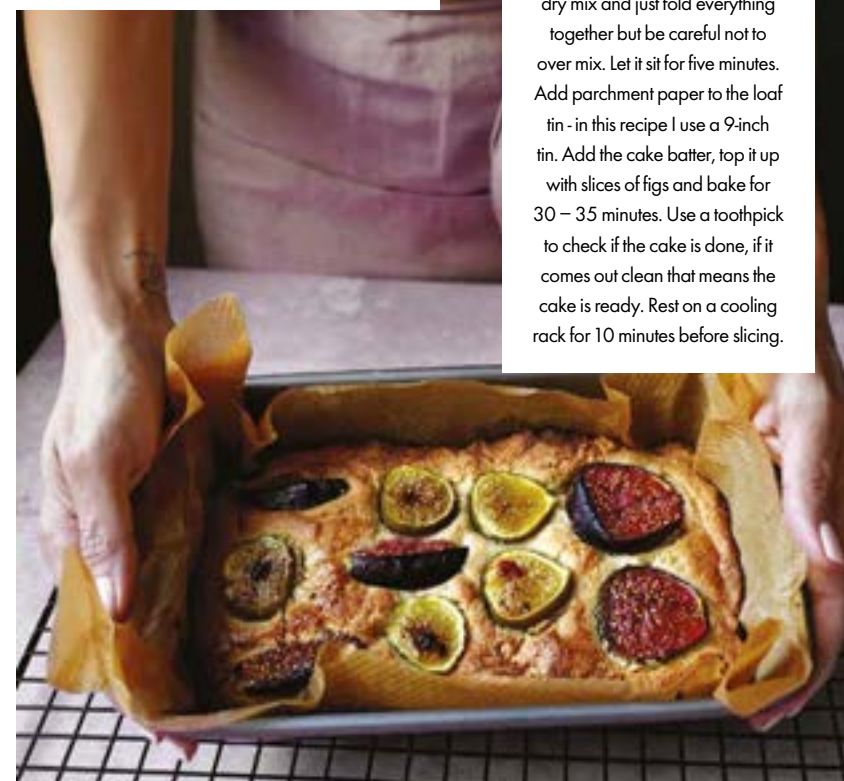 dry mix and just fold everything
together but be careful not to
over mix. Let it sit for five minutes.
Add parchment paper to the loaf
tin - in this recipe I use a 9-inch
tin. Add the cake batter, top it up
with slices of figs and bake for
30 – 35 minutes. Use a toothpick
to check if the cake is done, if it
comes out clean that means the
cake is ready. Rest on a cooling
rack for 10 minutes before slicing.